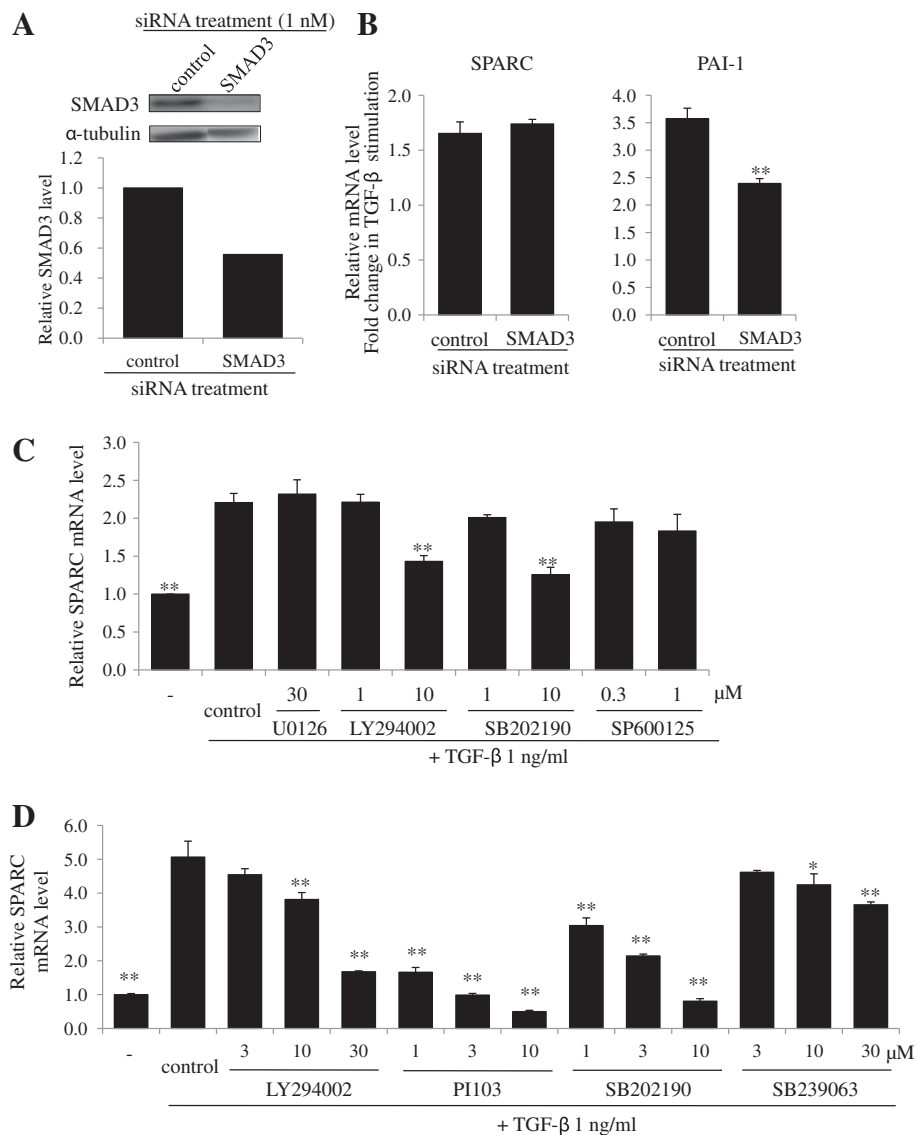 A
siRNA treatment (1 nM)
control
SMAD3
SMAD3
α-tubulin
Relative SMAD3 level
1.2
1.0
0.8
0.6
0.4
0.2
0.0
control SMAD3
siRNA treatment
B
Relative mRNA level
Fold change in TGF-β stimulation
SPARC
2.0
1.5
1.0
0.5
0.0
control SMAD3
siRNA treatment
PAI-1
4.0
3.5
3.0
2.5
2.0
1.5
1.0
0.5
0.0
**
control SMAD3
siRNA treatment
C
Relative SPARC mRNA level
3.0
2.5
2.0
1.5
1.0
0.5
0.0
** ** **
- control 30 1 10 1 10 0.3 1 μM
U0126 LY294002 SB202190 SP600125
+ TGF-β 1 ng/ml
D
Relative SPARC
mRNA level
6.0
5.0
4.0
3.0
2.0
1.0
0.0
** ** ** ** ** ** ** ** ** * **
- control 3 10 30 1 3 10 1 3 10 3 10 30 μM
LY294002 PI103 SB202190 SB239063
+ TGF-β 1 ng/ml